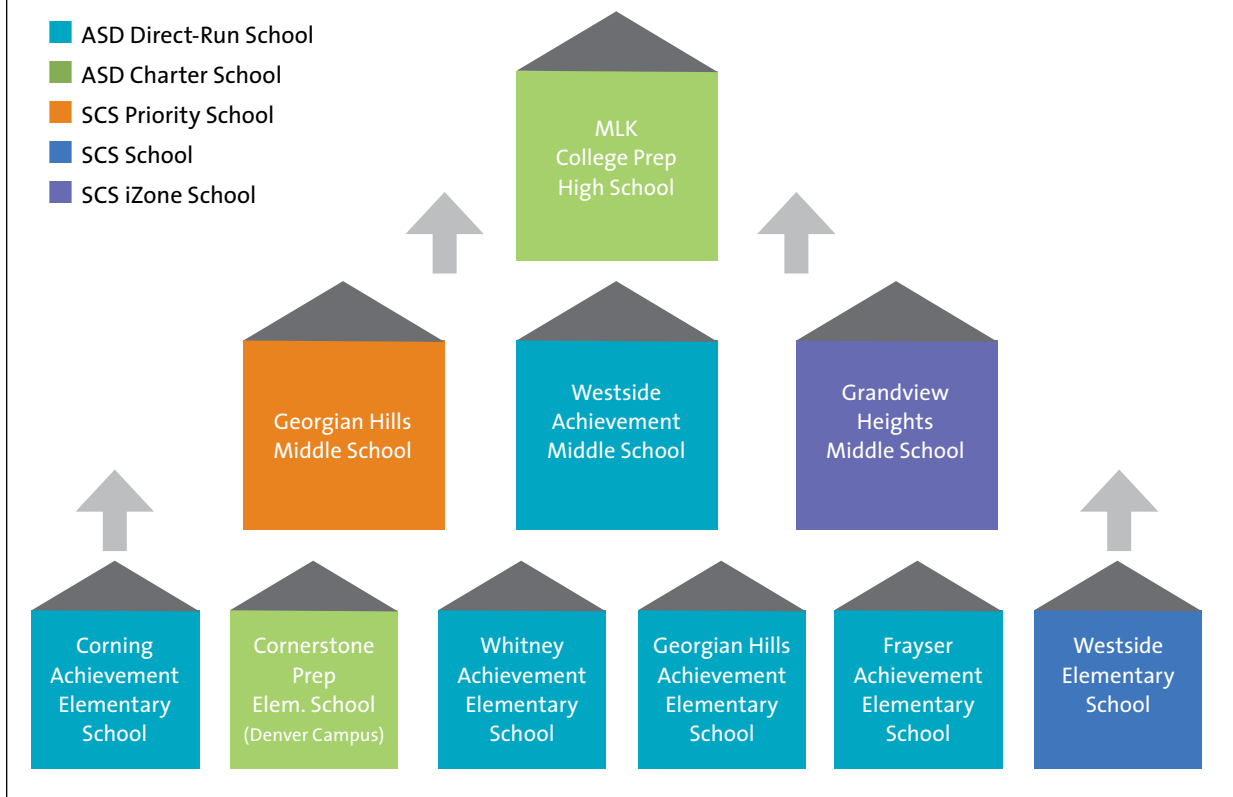 ASD Direct-Run School
ASD Charter School
SCS Priority School
SCS School
SCS iZone School
MLK
College Prep
High School
Georgian Hills
Middle School
Westside
Achievement
Middle School
Grandview
Heights
Middle School
Corning
Achievement
Elementary
School
Cornerstone
Prep
Elem. School
(Denver Campus)
Whitney
Achievement
Elementary
School
Georgian Hills
Achievement
Elementary
School
Frayser
Achievement
Elementary
School
Westside
Elementary
School